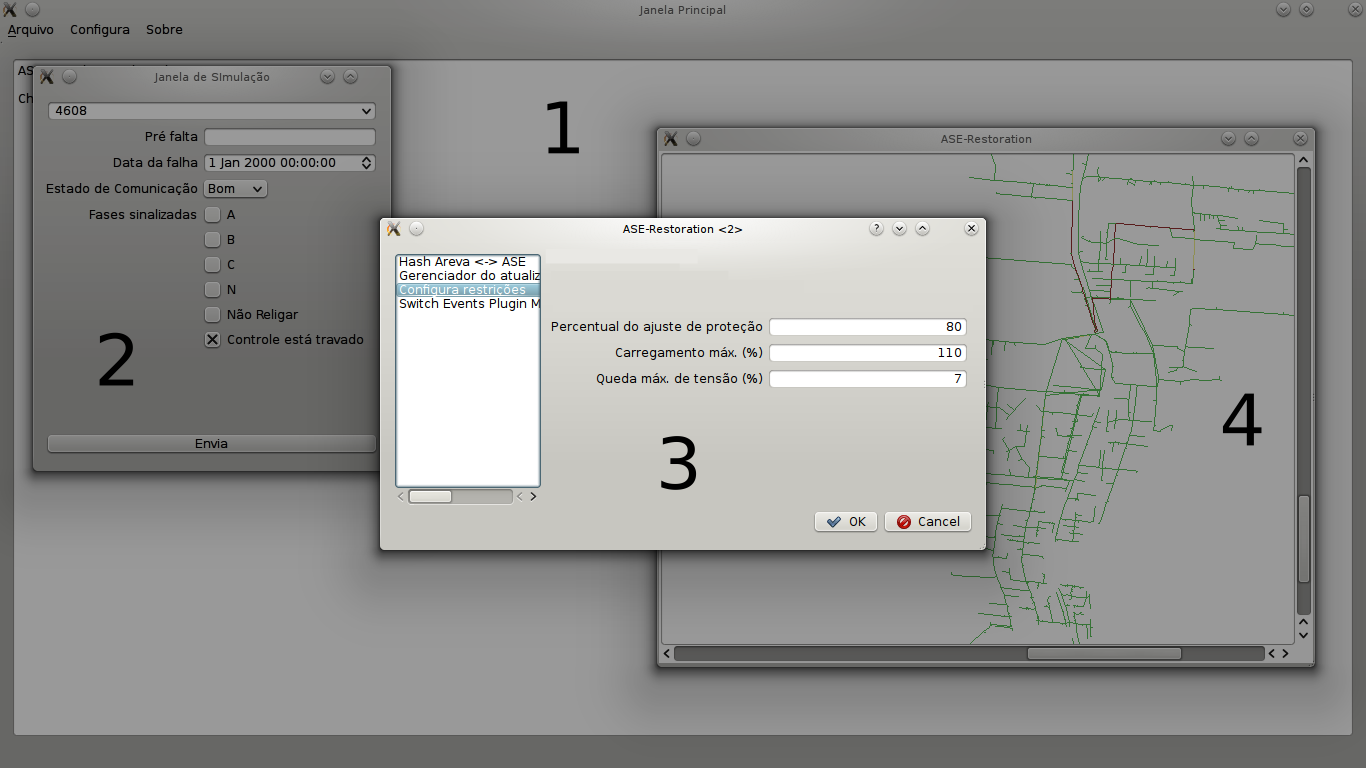 Janela Principal
Arquivo Configura Sobre
AS
Ch
1
Janela de SImulação
4608
Pré falta
Data da falha 1 Jan 2000 00:00:00
Estado de Comunicação Bom
Fases sinalizadas A
B
C
N
Não Religar
Controle está travado
2
Envia
ASE-Restoration <2>
?
Hash Areva <-> ASE
Gerenciador do atualiz
Configura restrições
Switch Events Plugin M
Percentual do ajuste de proteção 80
Carregamento máx. (%) 110
Queda máx. de tensão (%) 7
3
OK Cancel
ASE-Restoration
4